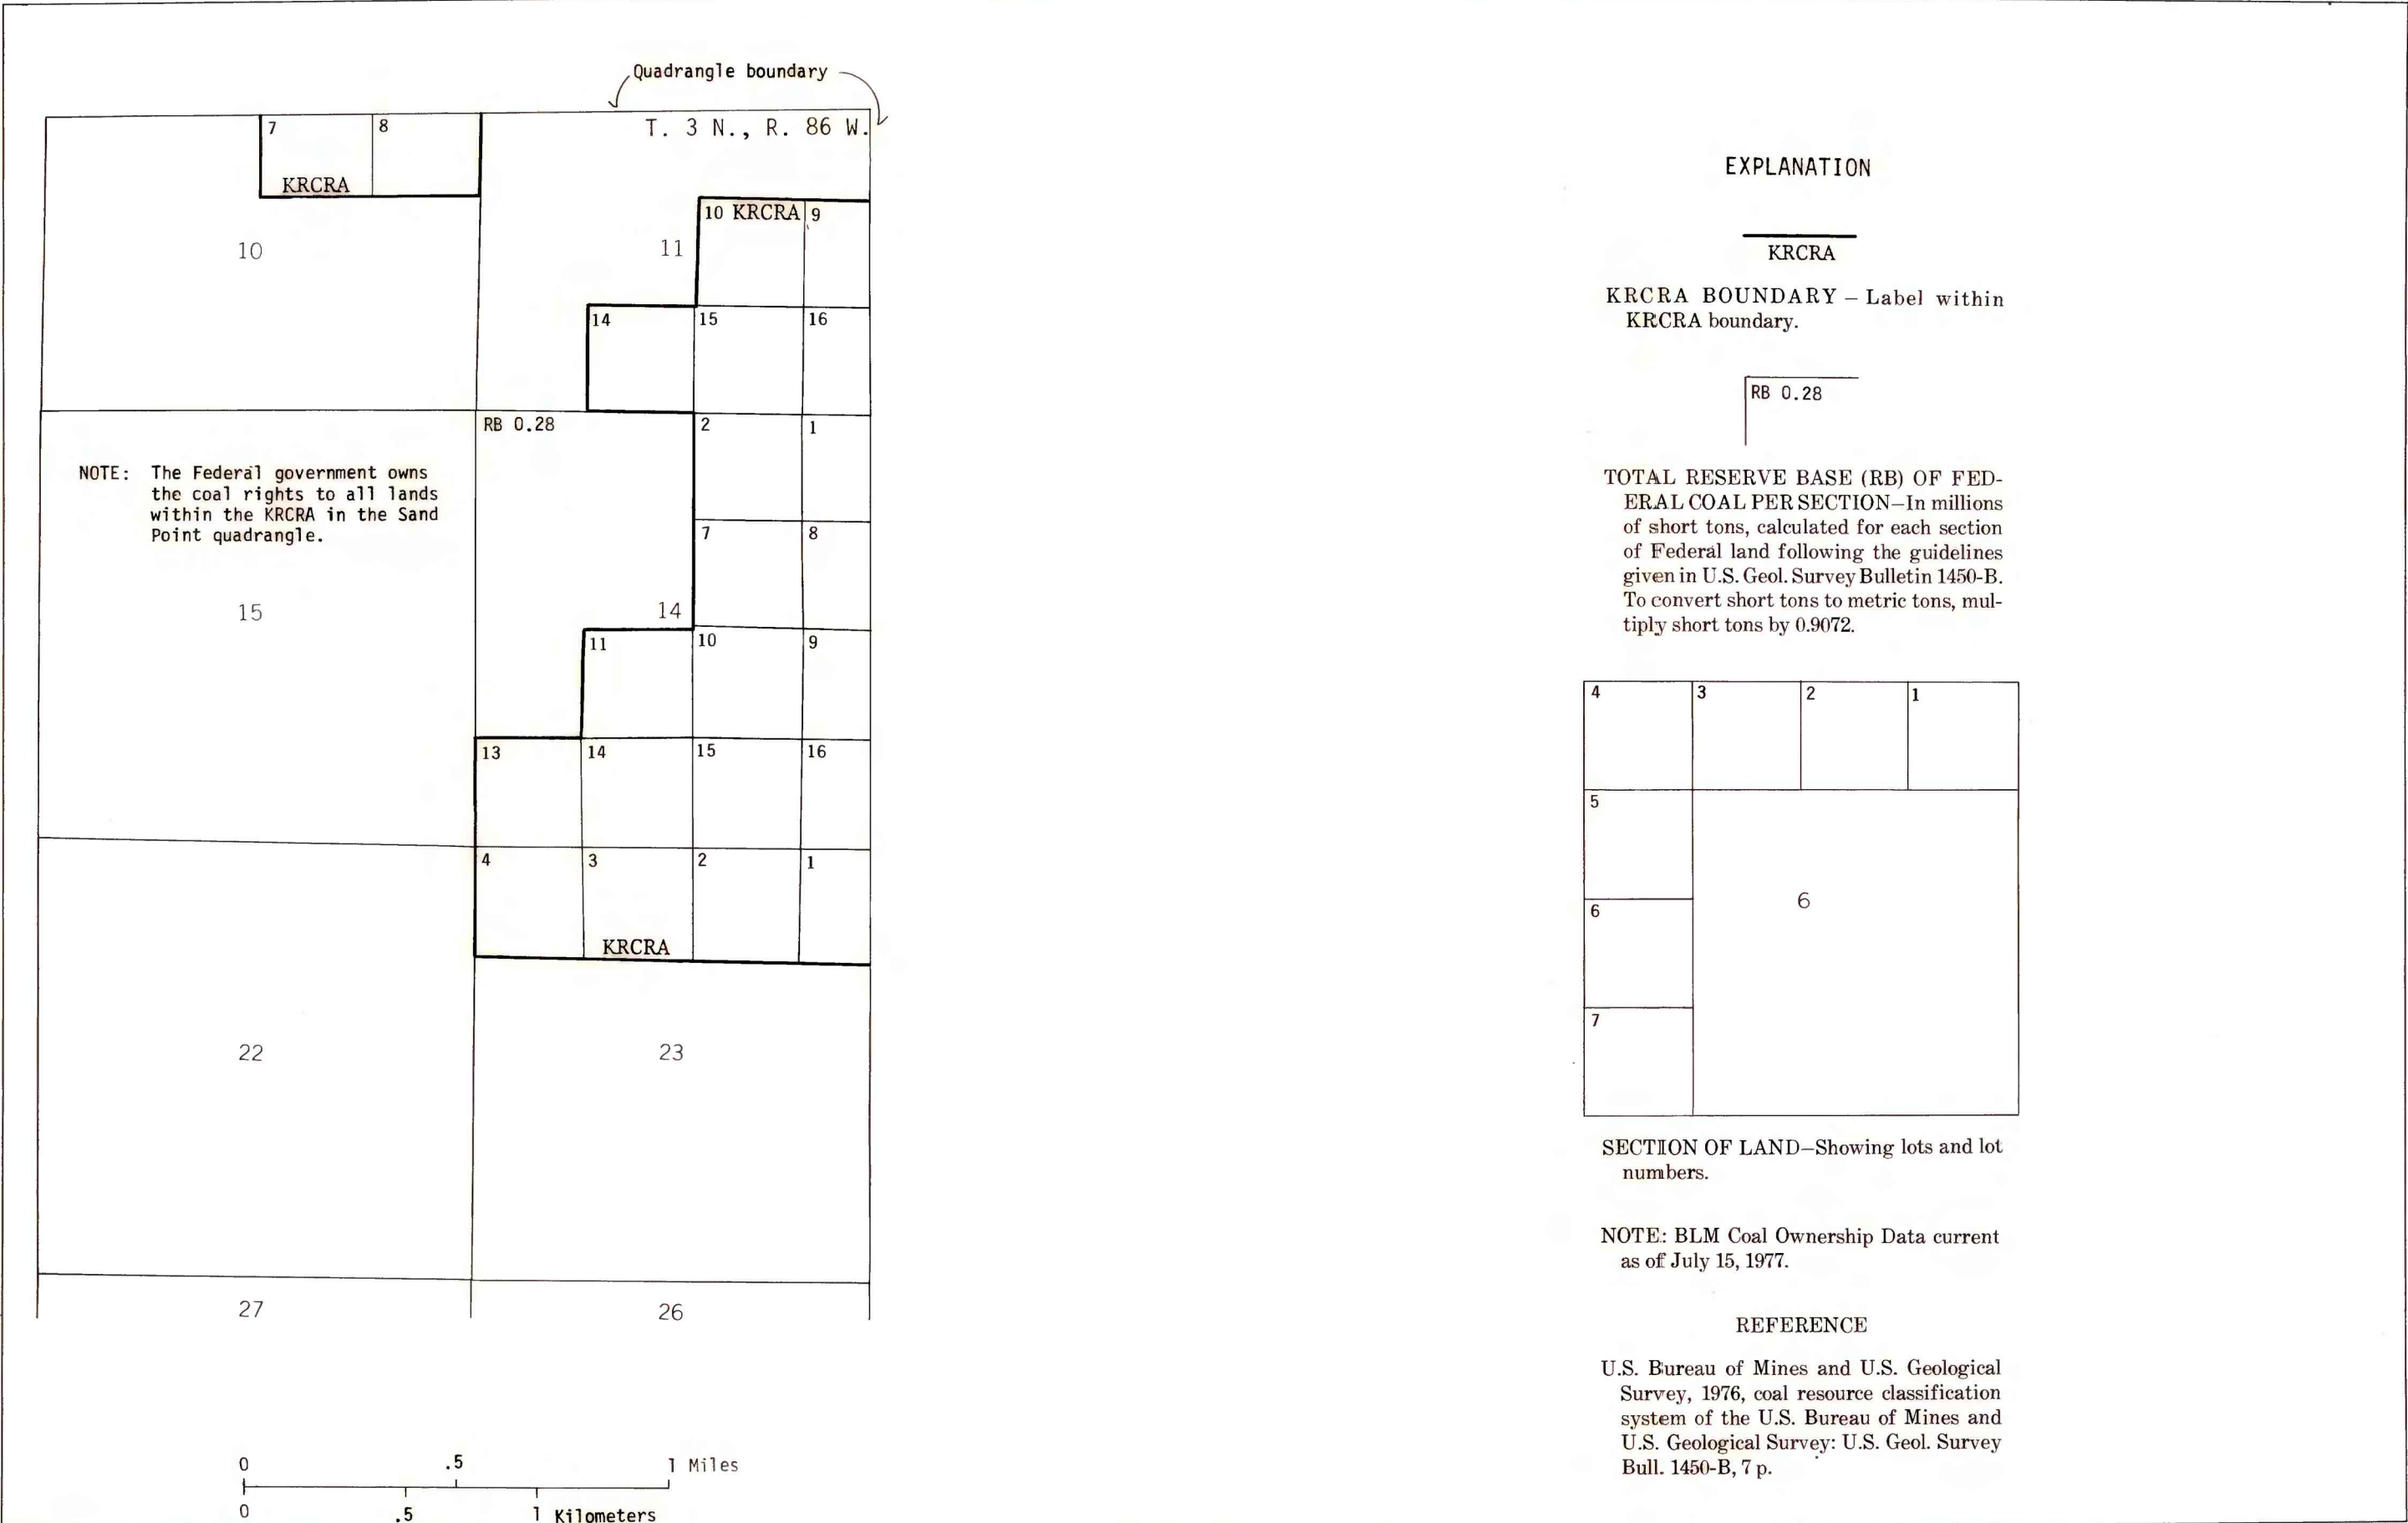 Quadrangle boundary
T. 3 N., R. 86 W.
7
8
KRCRA
10
11
10 KRCRA 9
14
15
16
RB 0.28
2
1
NOTE: The Federal government owns
the coal rights to all lands
within the KRCRA in the Sand
Point quadrangle.
7
8
15
14
11
10
9
13
14
15
16
4
3
2
1
KRCRA
22
23
27
26
0
.5
1 Miles
0
.5
1 Kilometers
EXPLANATION
KRCRA
KRCRA BOUNDARY – Label within
KRCRA boundary.
RB 0.28
TOTAL RESERVE BASE (RB) OF FED-
ERAL COAL PER SECTION—In millions
of short tons, calculated for each section
of Federal land following the guidelines
given in U.S. Geol. Survey Bulletin 1450-B.
To convert short tons to metric tons, mul-
tiply short tons by 0.9072.
4
3
2
1
5
6
6
7
SECTION OF LAND—Showing lots and lot
numbers.
NOTE: BLM Coal Ownership Data current
as of July 15, 1977.
REFERENCE
U.S. Bureau of Mines and U.S. Geological
Survey, 1976, coal resource classification
system of the U.S. Bureau of Mines and
U.S. Geological Survey: U.S. Geol. Survey
Bull. 1450-B, 7 p.